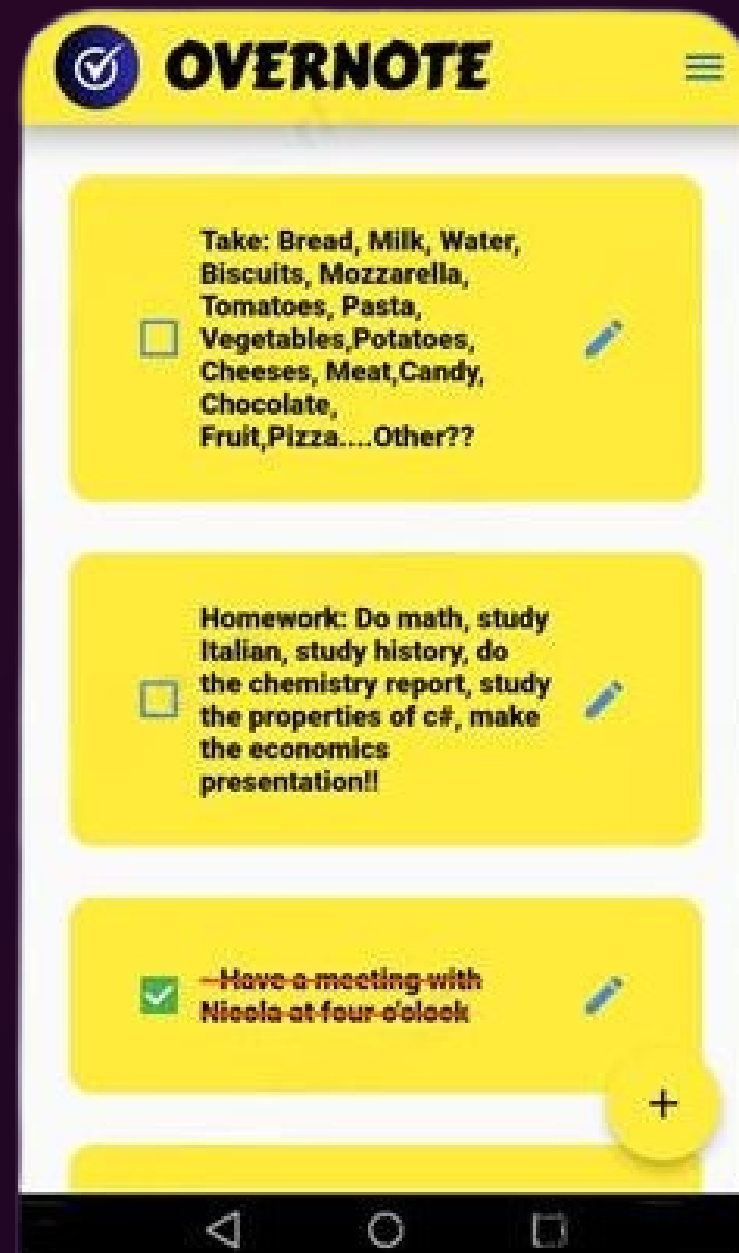 OVERNOTE
Take: Bread, Milk, Water,
Biscuits, Mozzarella,
Tomatoes, Pasta,
Vegetables,Potatoes,
Cheeses, Meat,Candy,
Chocolate,
Fruit,Pizza....Other??
Homework: Do math, study
Italian, study history, do
the chemistry report, study
the properties of c#, make
the economics
presentation!!
--Have a meeting with
Nicola at four o'clock
+